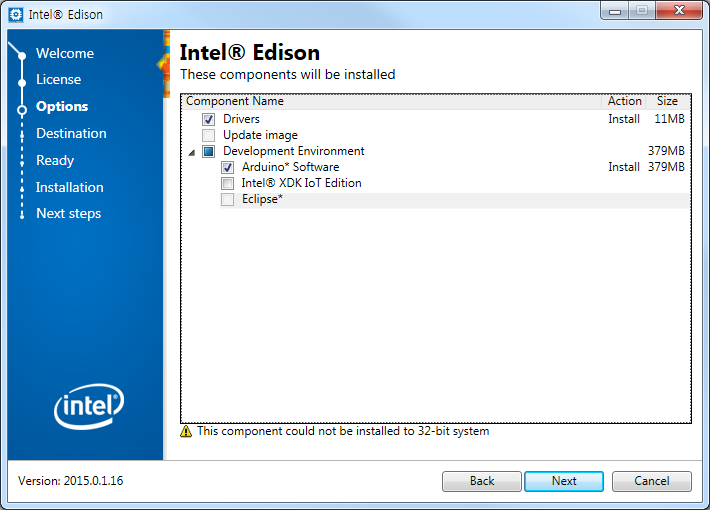 Intel® Edison
Welcome
License
Options
Destination
Ready
Installation
Next steps
intel®
Intel® Edison
These components will be installed
Component Name Action Size
Drivers Install 11MB
Update image
Development Environment 379MB
Arduino* Software Install 379MB
Intel® XDK IoT Edition
Eclipse*
This component could not be installed to 32-bit system
Version: 2015.0.1.16
Back Next Cancel